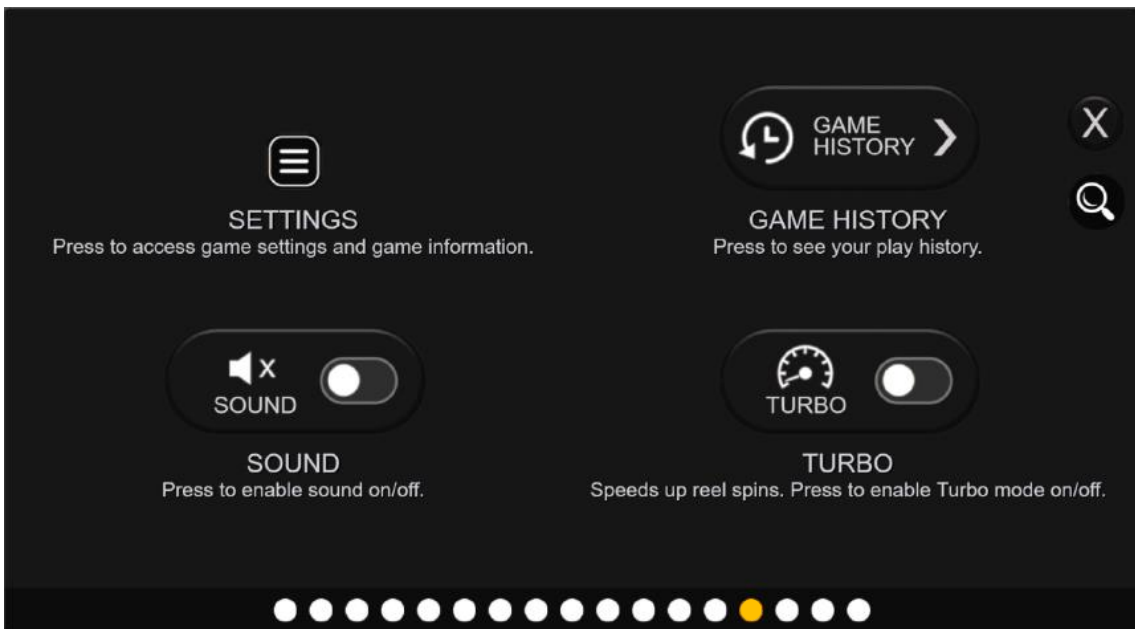 GAME
HISTORY
X
SETTINGS
Press to access game settings and game information.
GAME HISTORY
Press to see your play history.
SOUND
TURBO
SOUND
Press to enable sound on/off.
TURBO
Speeds up reel spins. Press to enable Turbo mode on/off.